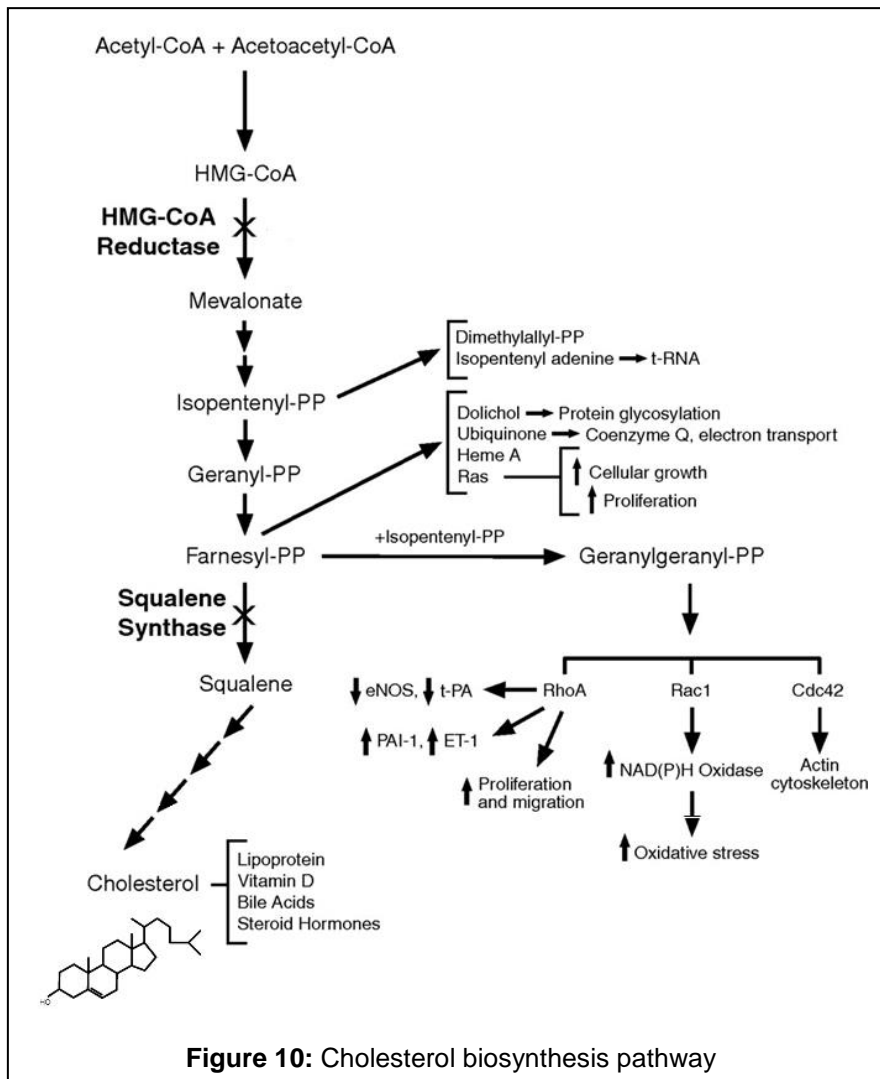 Acetyl-CoA + Acetoacetyl-CoA
HMG-CoA
HMG-CoA
Reductase
Mevalonate
Isopentenyl-PP
Dimethylallyl-PP
Isopentenyl adenine t-RNA
Geranyl-PP
Dolichol Protein glycosylation
Ubiquinone Coenzyme Q, electron transport
Heme A
Ras
Cellular growth
Proliferation
Farnesyl-PP
+Isopentenyl-PP
Geranylgeranyl-PP
Squalene
Synthase
Squalene
eNOS, t-PA
RhoA
Rac1
Cdc42
PAI-1, ET-1
Proliferation
and migration
NAD(P)H Oxidase
Actin
cytoskeleton
Oxidative stress
Cholesterol
Lipoprotein
Vitamin D
Bile Acids
Steroid Hormones
HO
Figure 10: Cholesterol biosynthesis pathway